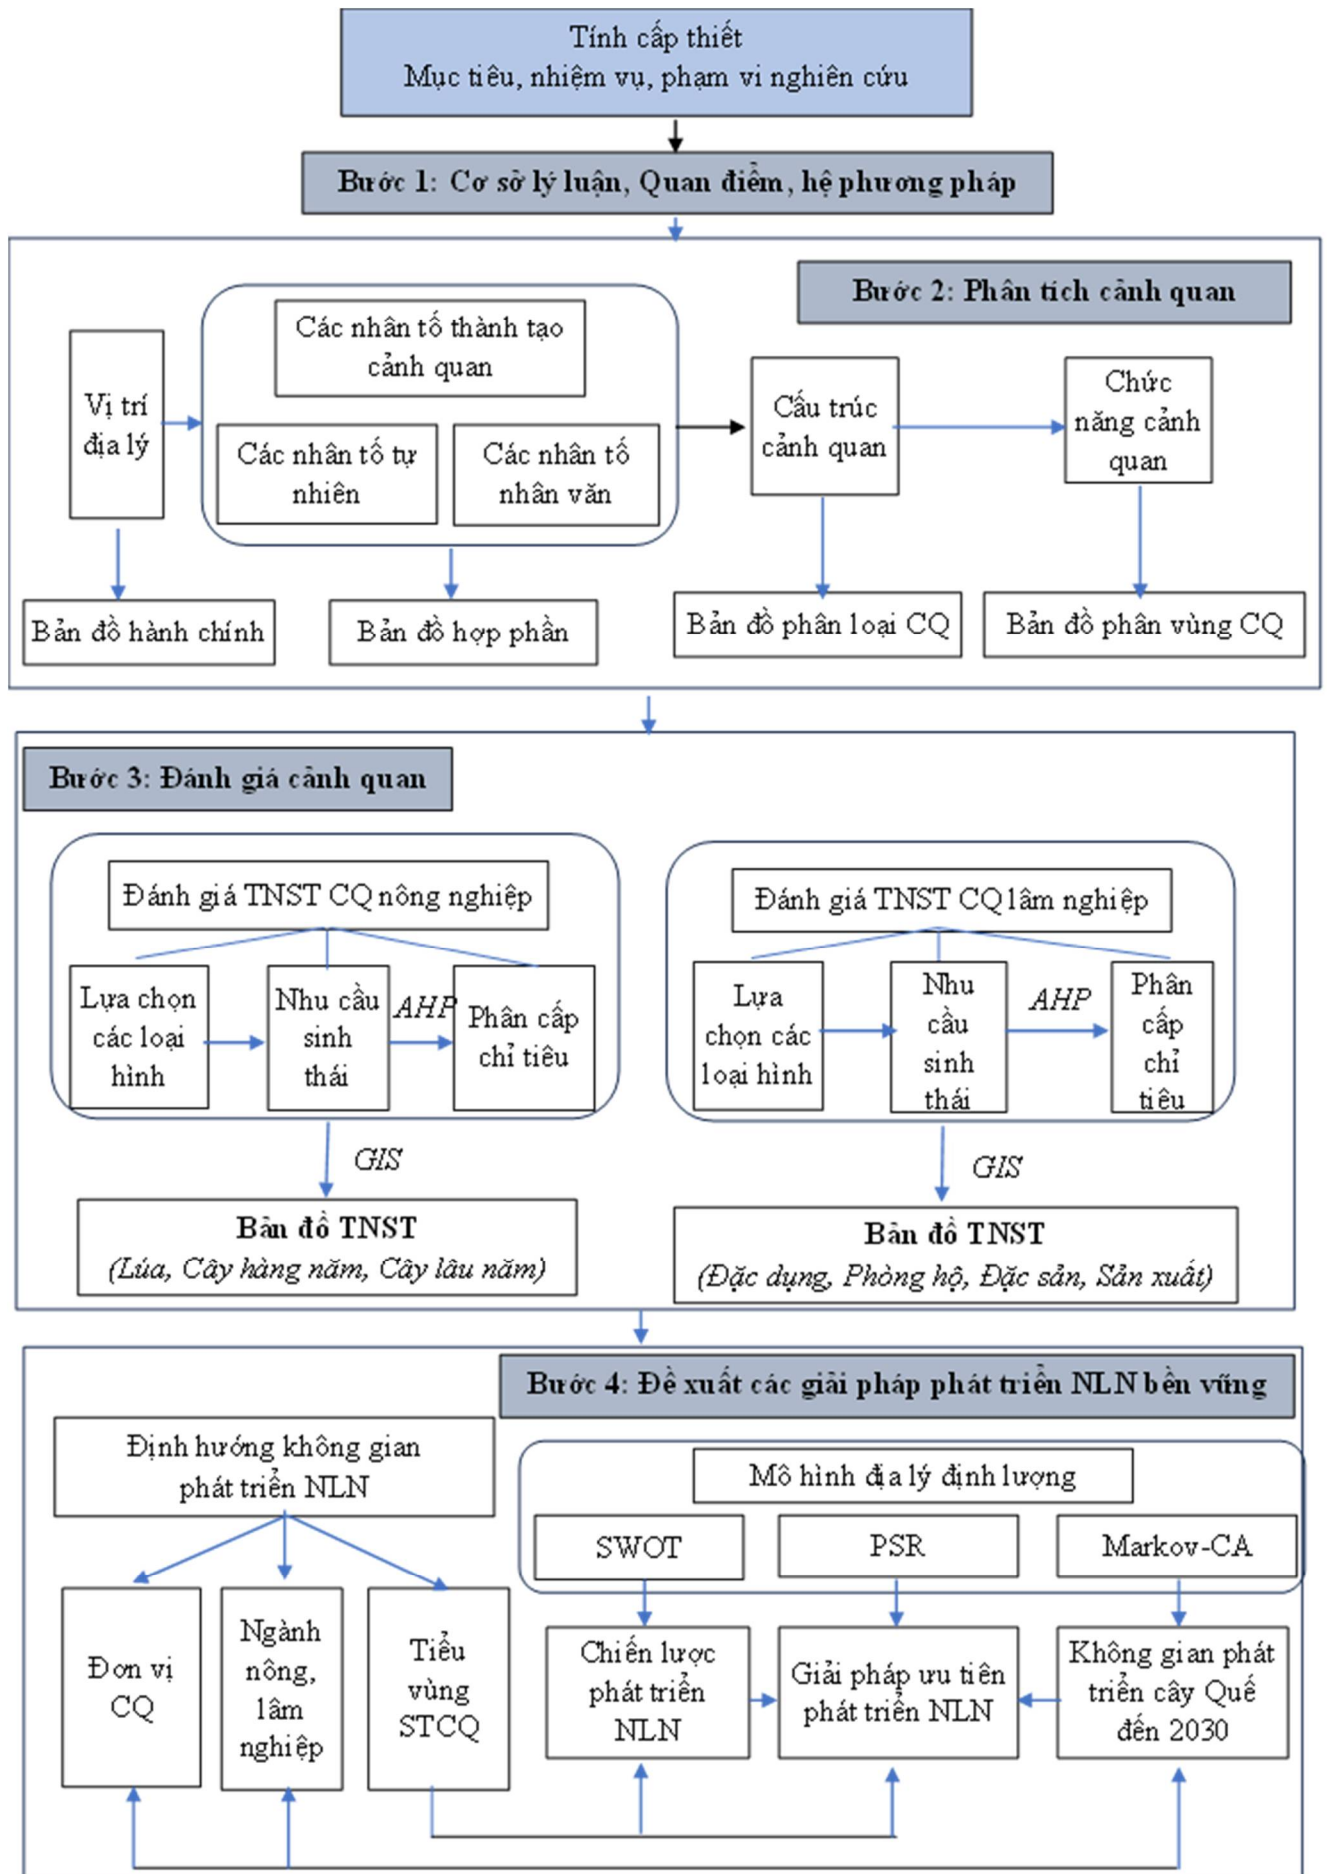 Tính cấp thiết
Mục tiêu, nhiệm vụ, phạm vi nghiên cứu
Bước 1: Cơ sở lý luận, Quan điểm, hệ phương pháp
Bước 2: Phân tích cảnh quan
Vị trí
địa lý
Các nhân tố thành tạo
cảnh quan
Các nhân tố tự
nhiên
Các nhân tố
nhân văn
Cấu trúc
cảnh quan
Chức
năng cảnh
quan
Bản đồ hành chính
Bản đồ hợp phần
Bản đồ phân loại CQ
Bản đồ phân vùng CQ
Bước 3: Đánh giá cảnh quan
Đánh giá TNST CQ nông nghiệp
Lựa chọn
các loại
hình
Nhu cầu
sinh
thái
AHP
Phân cấp
chỉ tiêu
GIS
Bản đồ TNST
(Lúa, Cây hàng năm, Cây lâu năm)
Đánh giá TNST CQ lâm nghiệp
Lựa
chọn các
loại hình
Nhu
cầu
sinh
thái
AHP
Phân
cấp
chỉ
tiêu
GIS
Bản đồ TNST
(Đặc dụng, Phòng hộ, Đặc sản, Sản xuất)
Bước 4: Đề xuất các giải pháp phát triển NLN bền vững
Định hướng không gian
phát triển NLN
Đơn vị
CQ
Ngành
nông,
lâm
nghiệp
Tiểu
vùng
STCQ
Mô hình địa lý định lượng
SWOT
PSR
Markov-CA
Chiến lược
phát triển
NLN
Giải pháp ưu tiên
phát triển NLN
Không gian phát
triển cây Quế
đến 2030